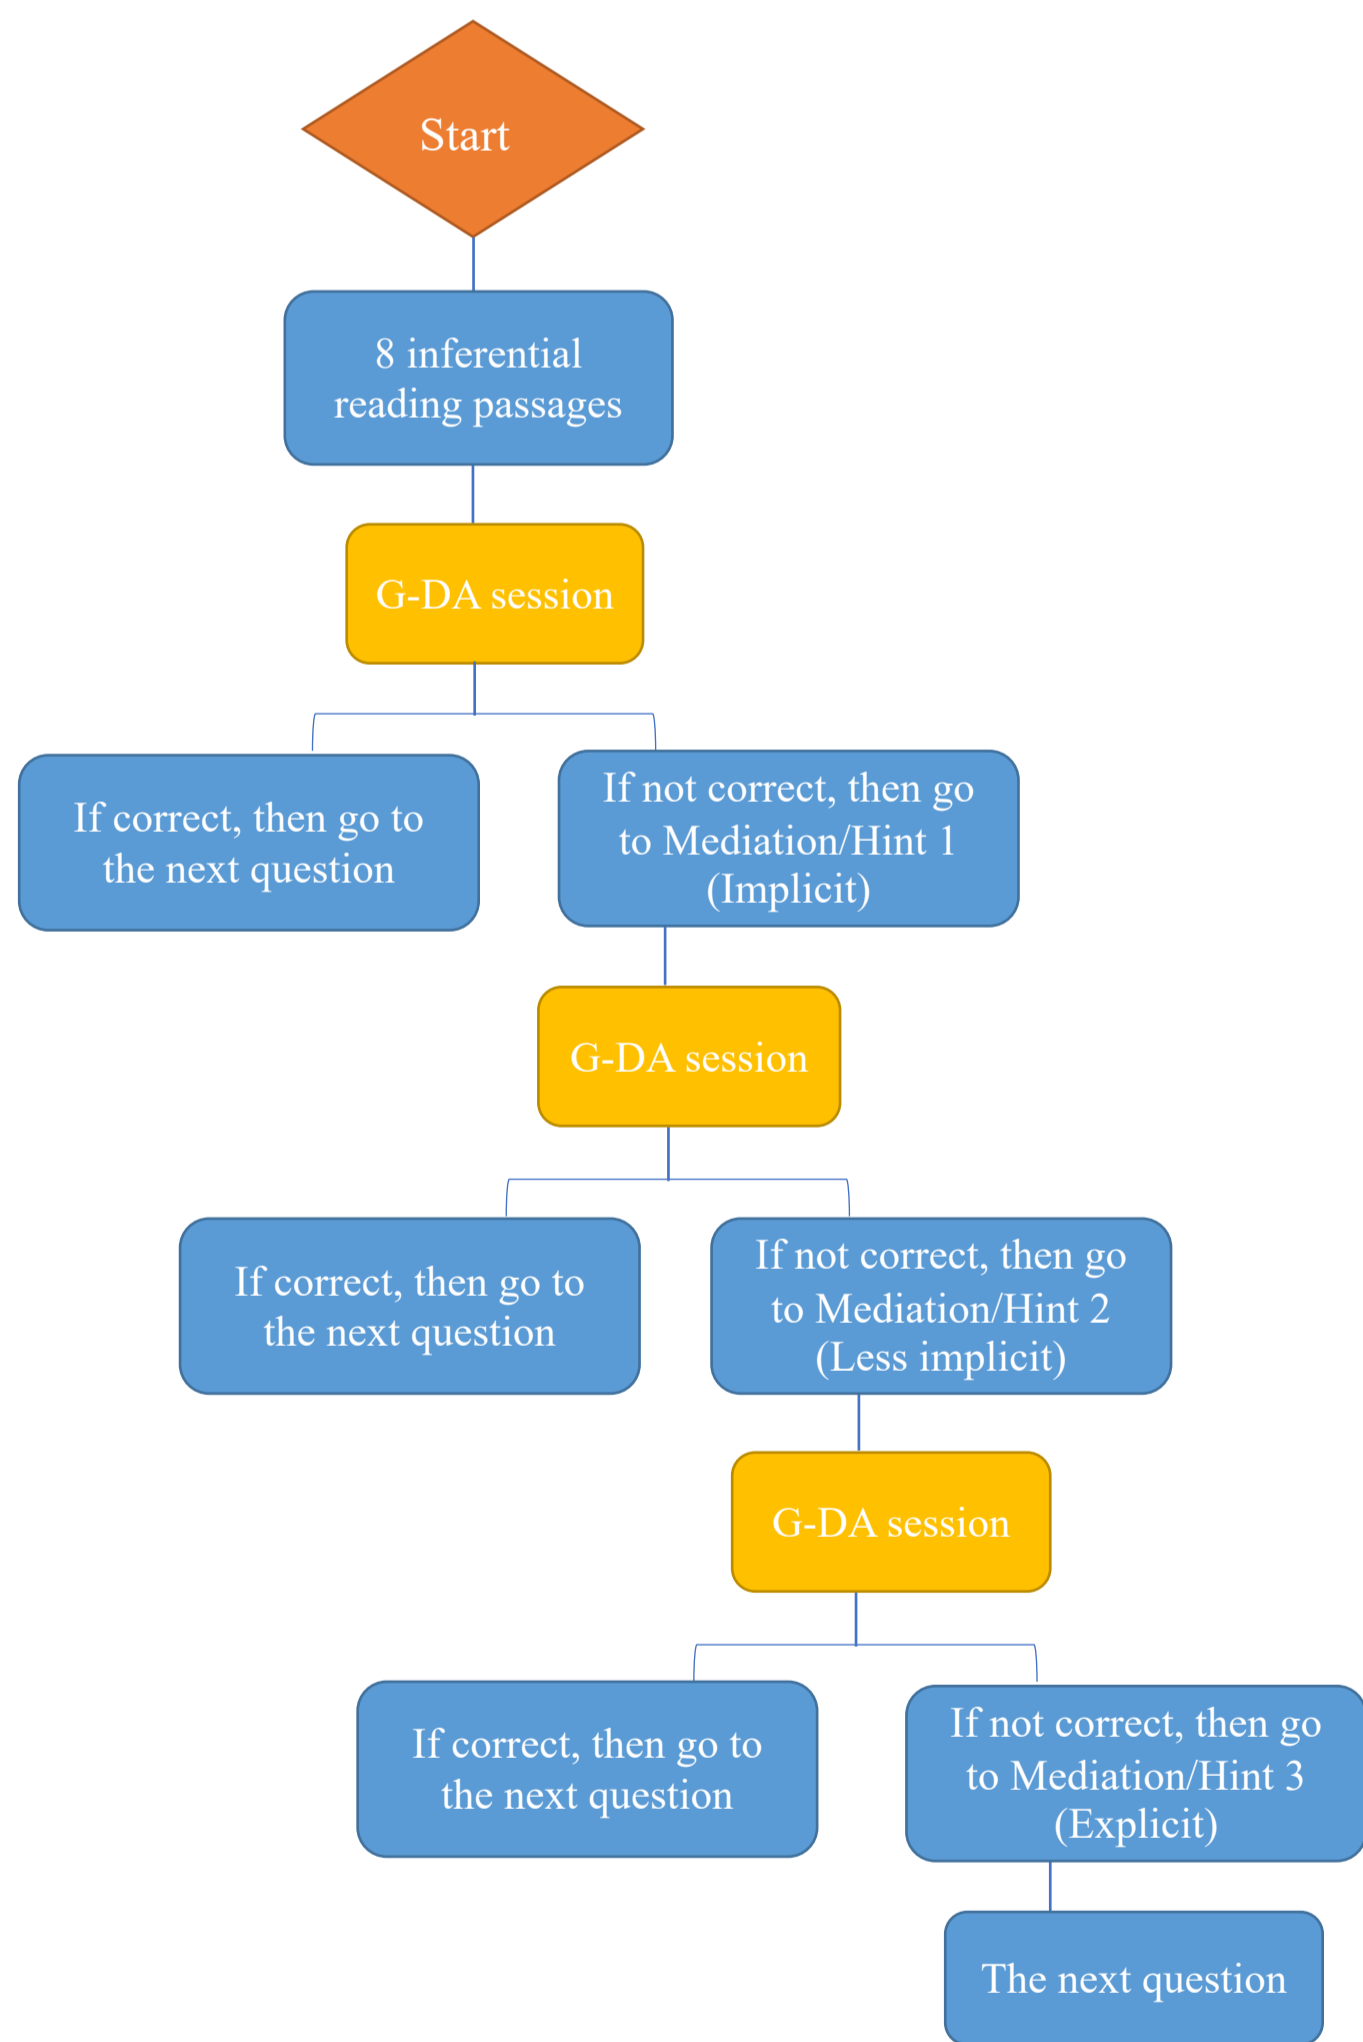 Start
8 inferential
reading passages
G-DA session
If correct, then go to
the next question
If not correct, then go
to Mediation/Hint 1
(Implicit)
G-DA session
If correct, then go to
the next question
If not correct, then go
to Mediation/Hint 2
(Less implicit)
G-DA session
If correct, then go to
the next question
If not correct, then go
to Mediation/Hint 3
(Explicit)
The next question